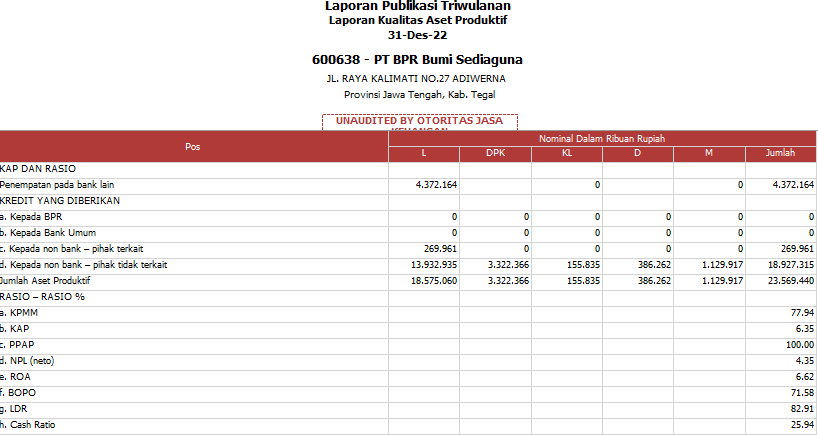 Laporan Publikasi Triwulanan
Laporan Kualitas Aset Produktif
31-Des-22
600638 - PT BPR Bumi Sediaguna
JL. RAYA KALIMATI NO.27 ADIWERNA
Provinsi Jawa Tengah, Kab. Tegal
UNAUDITED BY OTORITAS JASA
KEUANGAN
Pos Nominal Dalam Ribuan Rupiah
L DPK KL D M Jumlah
KAP DAN RASIO
Penempatan pada bank lain 4.372.164 0 0 4.372.164
KREDIT YANG DIBERIKAN
a. Kepada BPR 0 0 0 0 0 0
b. Kepada Bank Umum 0 0 0 0 0 0
c. Kepada non bank – pihak terkait 269.961 0 0 0 0 269.961
d. Kepada non bank – pihak tidak terkait 13.932.935 3.322.366 155.835 386.262 1.129.917 18.927.315
Jumlah Aset Produktif 18.575.060 3.322.366 155.835 386.262 1.129.917 23.569.440
RASIO – RASIO %
a. KPMM 77.94
b. KAP 6.35
c. PPAP 100.00
d. NPL (neto) 4.35
e. ROA 6.62
f. BOPO 71.58
g. LDR 82.91
h. Cash Ratio 25.94